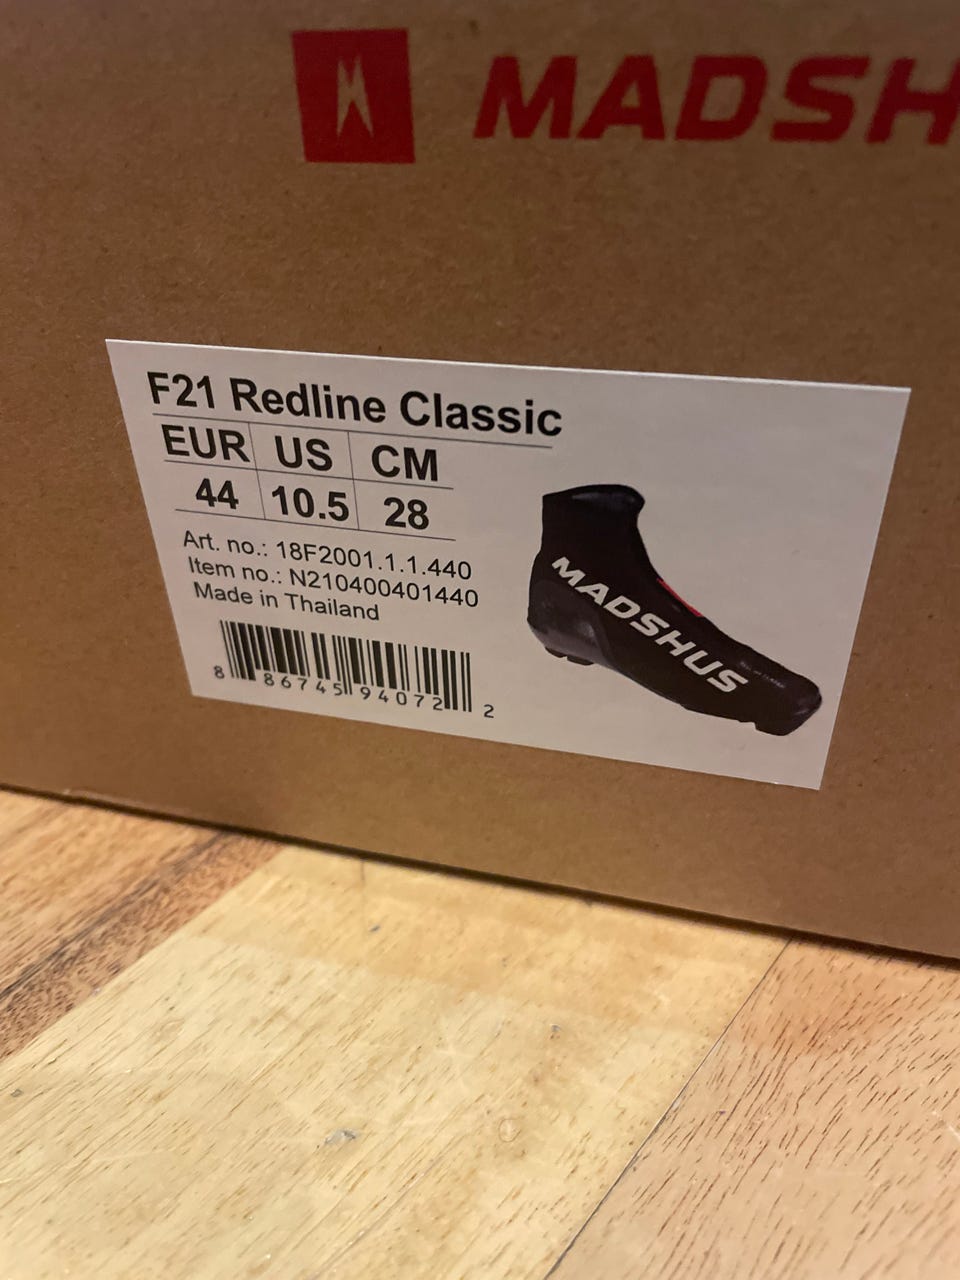 MADSH
F21 Redline Classic
EUR US CM
44 10.5 28
Art. no.: 18F2001.1.1.440
Item no.: N210400401440
Made in Thailand
MADSHUS
8 86745 94072 2